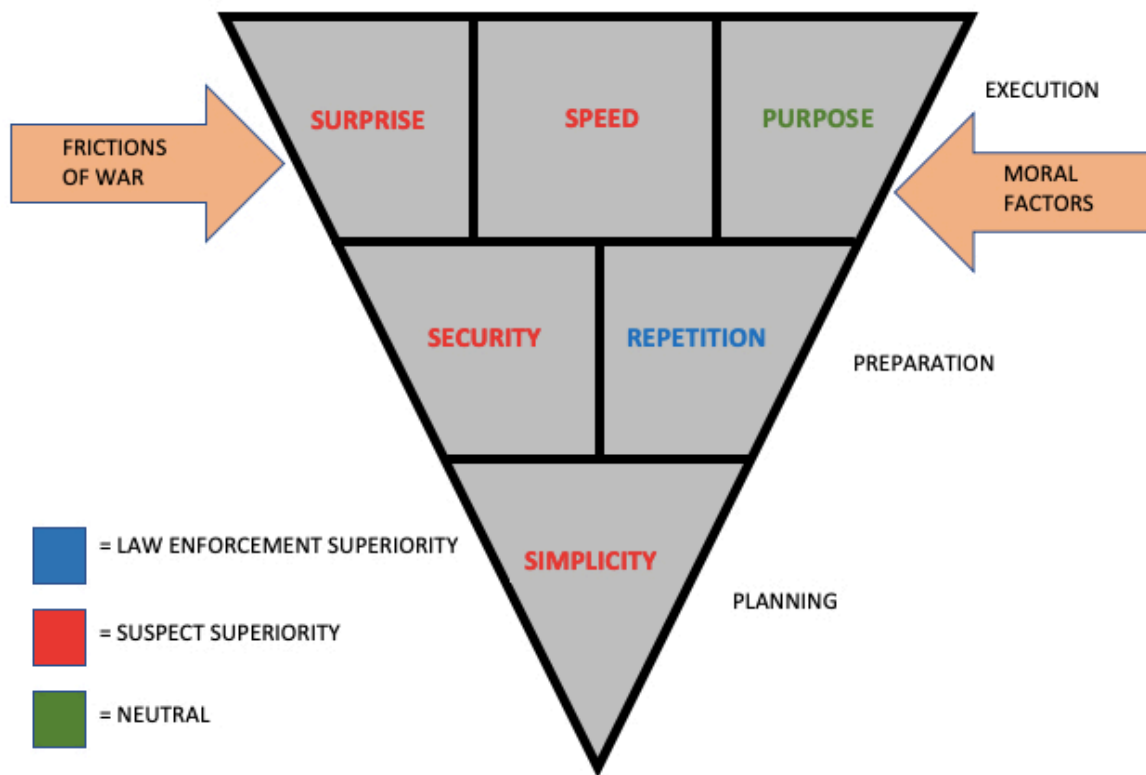 EXECUTION
SURPRISE
SPEED
PURPOSE
FRICTIONS
OF WAR
MORAL
FACTORS
SECURITY
REPETITION
PREPARATION
= LAW ENFORCEMENT SUPERIORITY
SIMPLICITY
PLANNING
= SUSPECT SUPERIORITY
= NEUTRAL